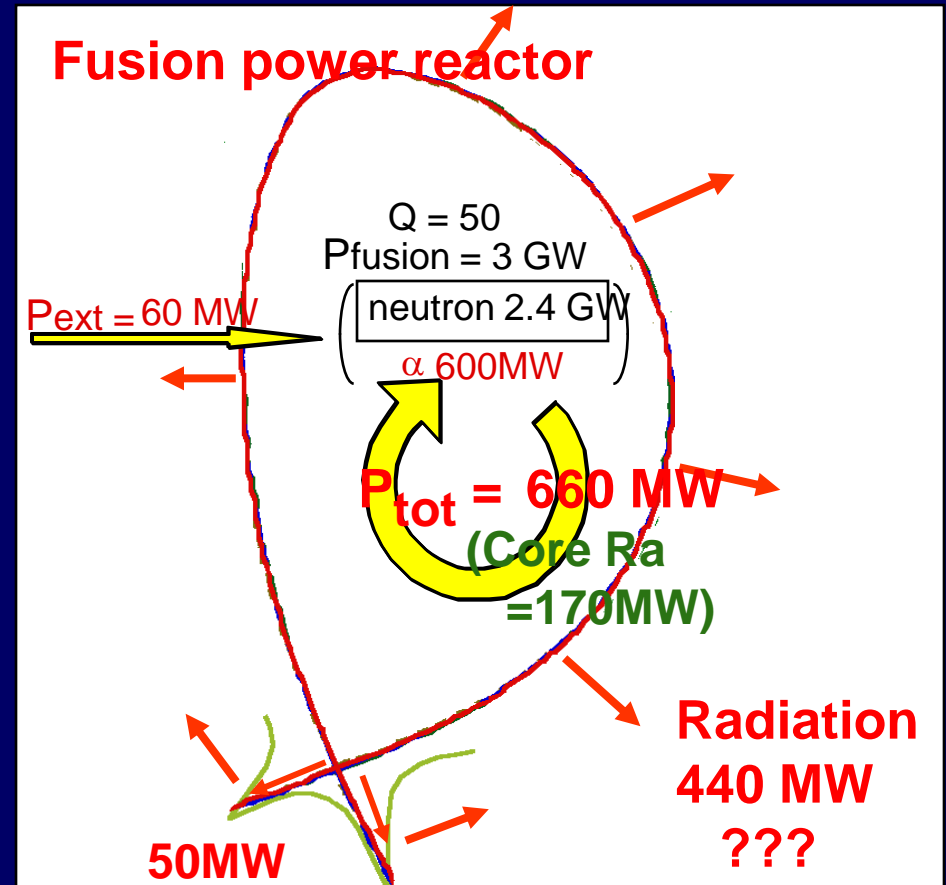 Fusion power reactor
Q = 50
Pfusion = 3 GW
Pext = 60 MW
( neutron 2.4 GW )
α 600MW
Ptot = 660 MW
(Core Ra
=170MW)
Radiation
440 MW
???
50MW